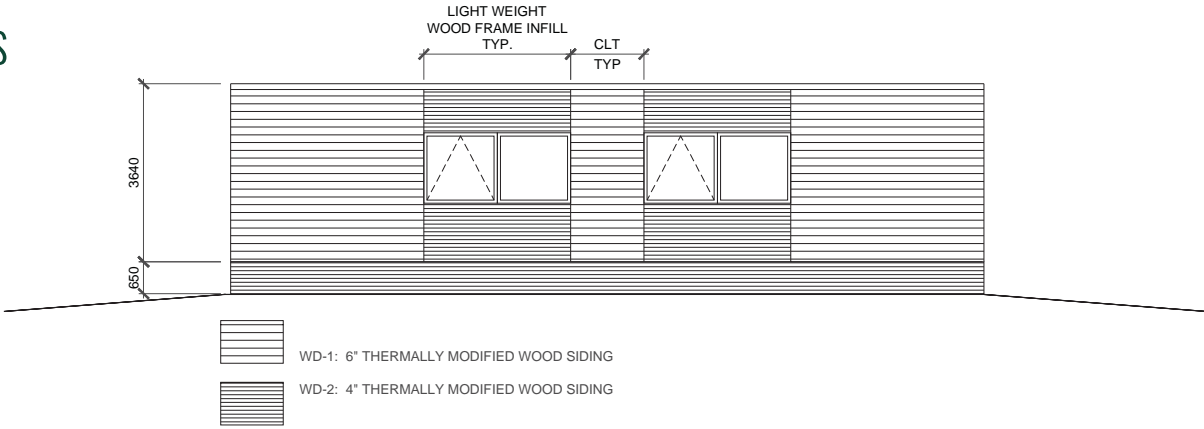 S
LIGHT WEIGHT
WOOD FRAME INFILL
TYP.
CLT
TYP
3640
650
WD-1: 6" THERMALLY MODIFIED WOOD SIDING
WD-2: 4" THERMALLY MODIFIED WOOD SIDING